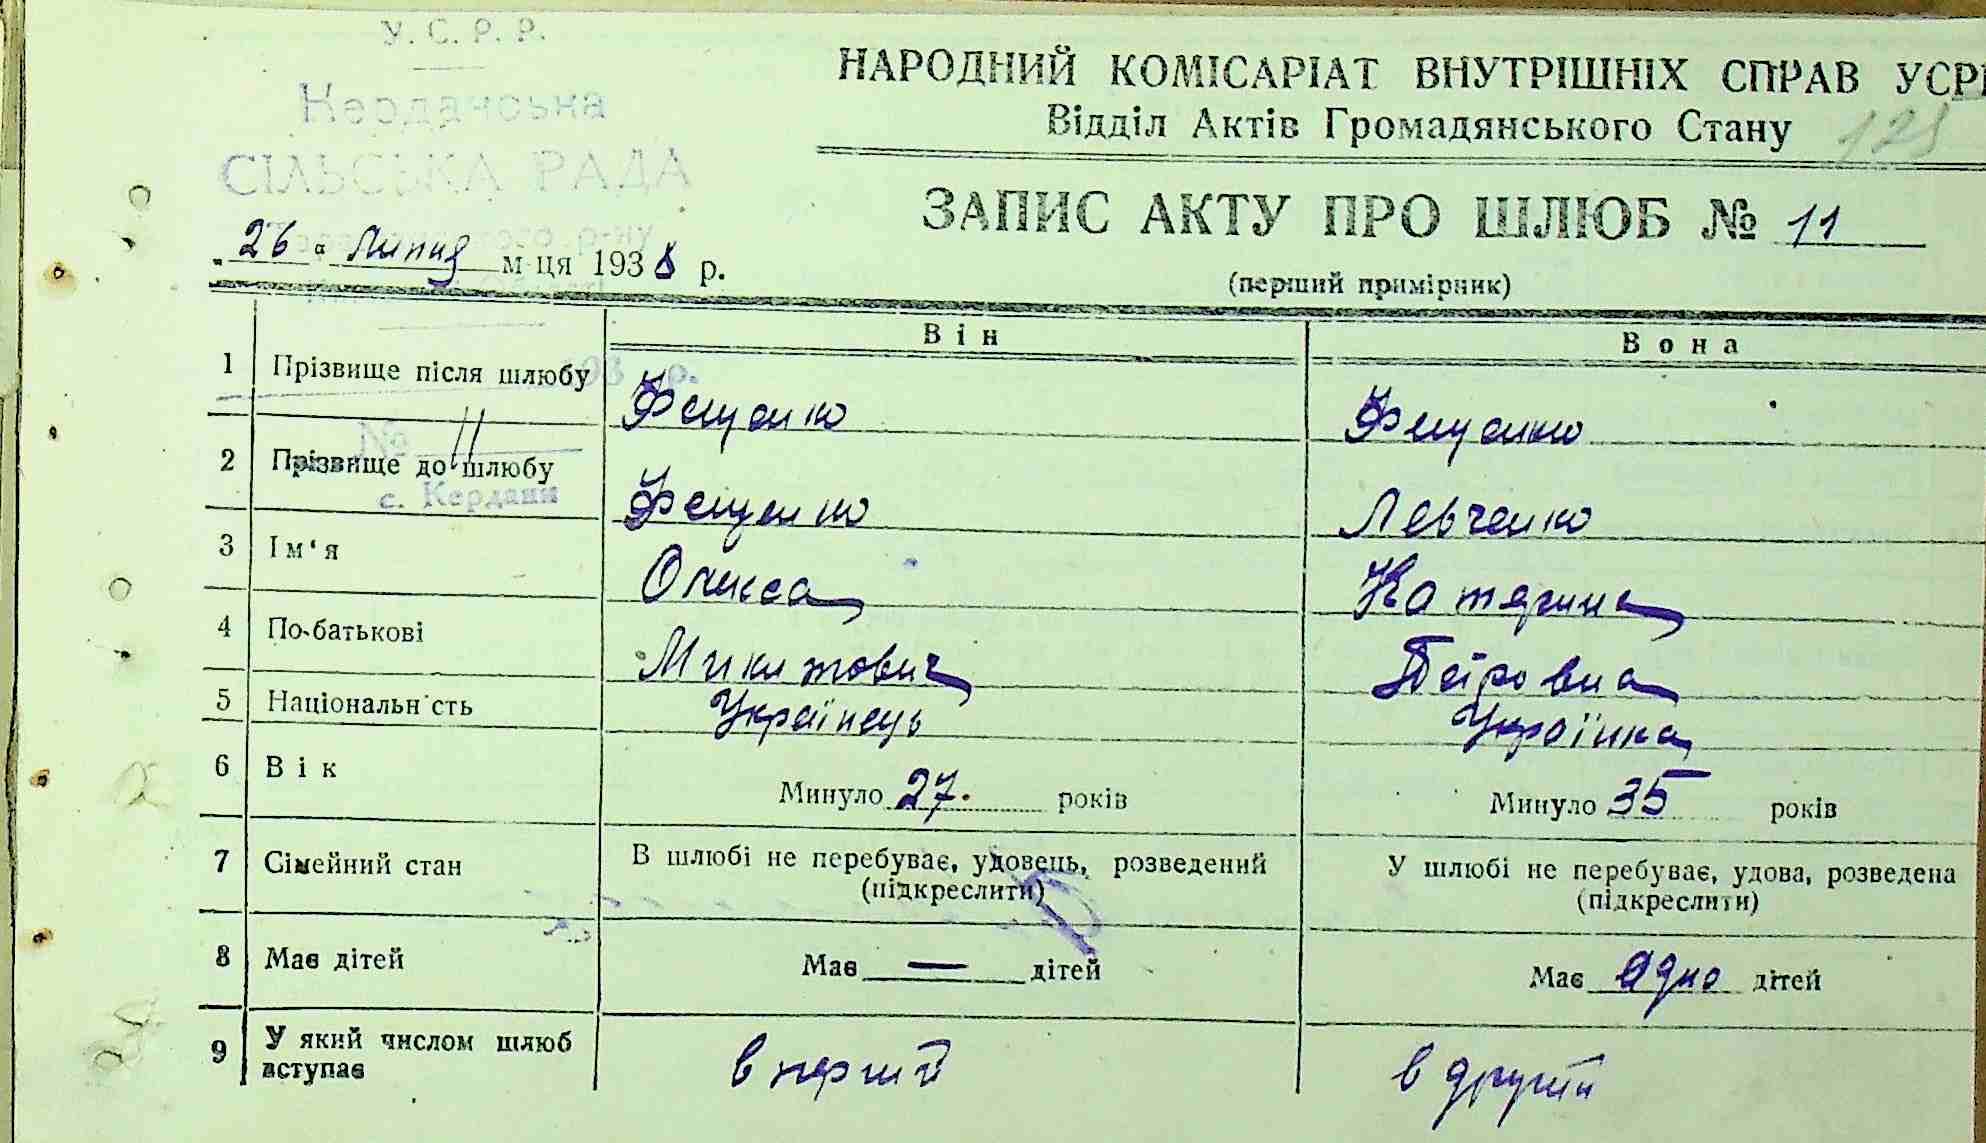 У.С.Р.Р.
Керданська
СІЛЬСЬКА РАДА
НАРОДНИЙ КОМІСАРІАТ ВНУТРІШНІХ СПРАВ УСРР
Відділ Актів Громадянського Стану
ЗАПИС АКТУ ПРО ШЛЮБ № 11
(перший примірник)
„26“ Липня м-ця 1938 р.
Він Вона
1 Прізвище після шлюбу Фещенко Фещенко
№ 11
2 Прізвище до шлюбу Фещенко Левченко
с. Кердани
3 Ім'я Олекса Катерина
4 По-батькові Микитович Петровна
5 Національність Українець Українка
6 Вік Минуло 27. років Минуло 35 років
7 Сімейний стан В шлюбі не перебуває, удовець, розведений У шлюбі не перебуває, удова, розведена
(підкреслити) (підкреслити)
8 Має дітей Має — дітей Має одно дітей
9 У який числом шлюб вступає в перший в другий